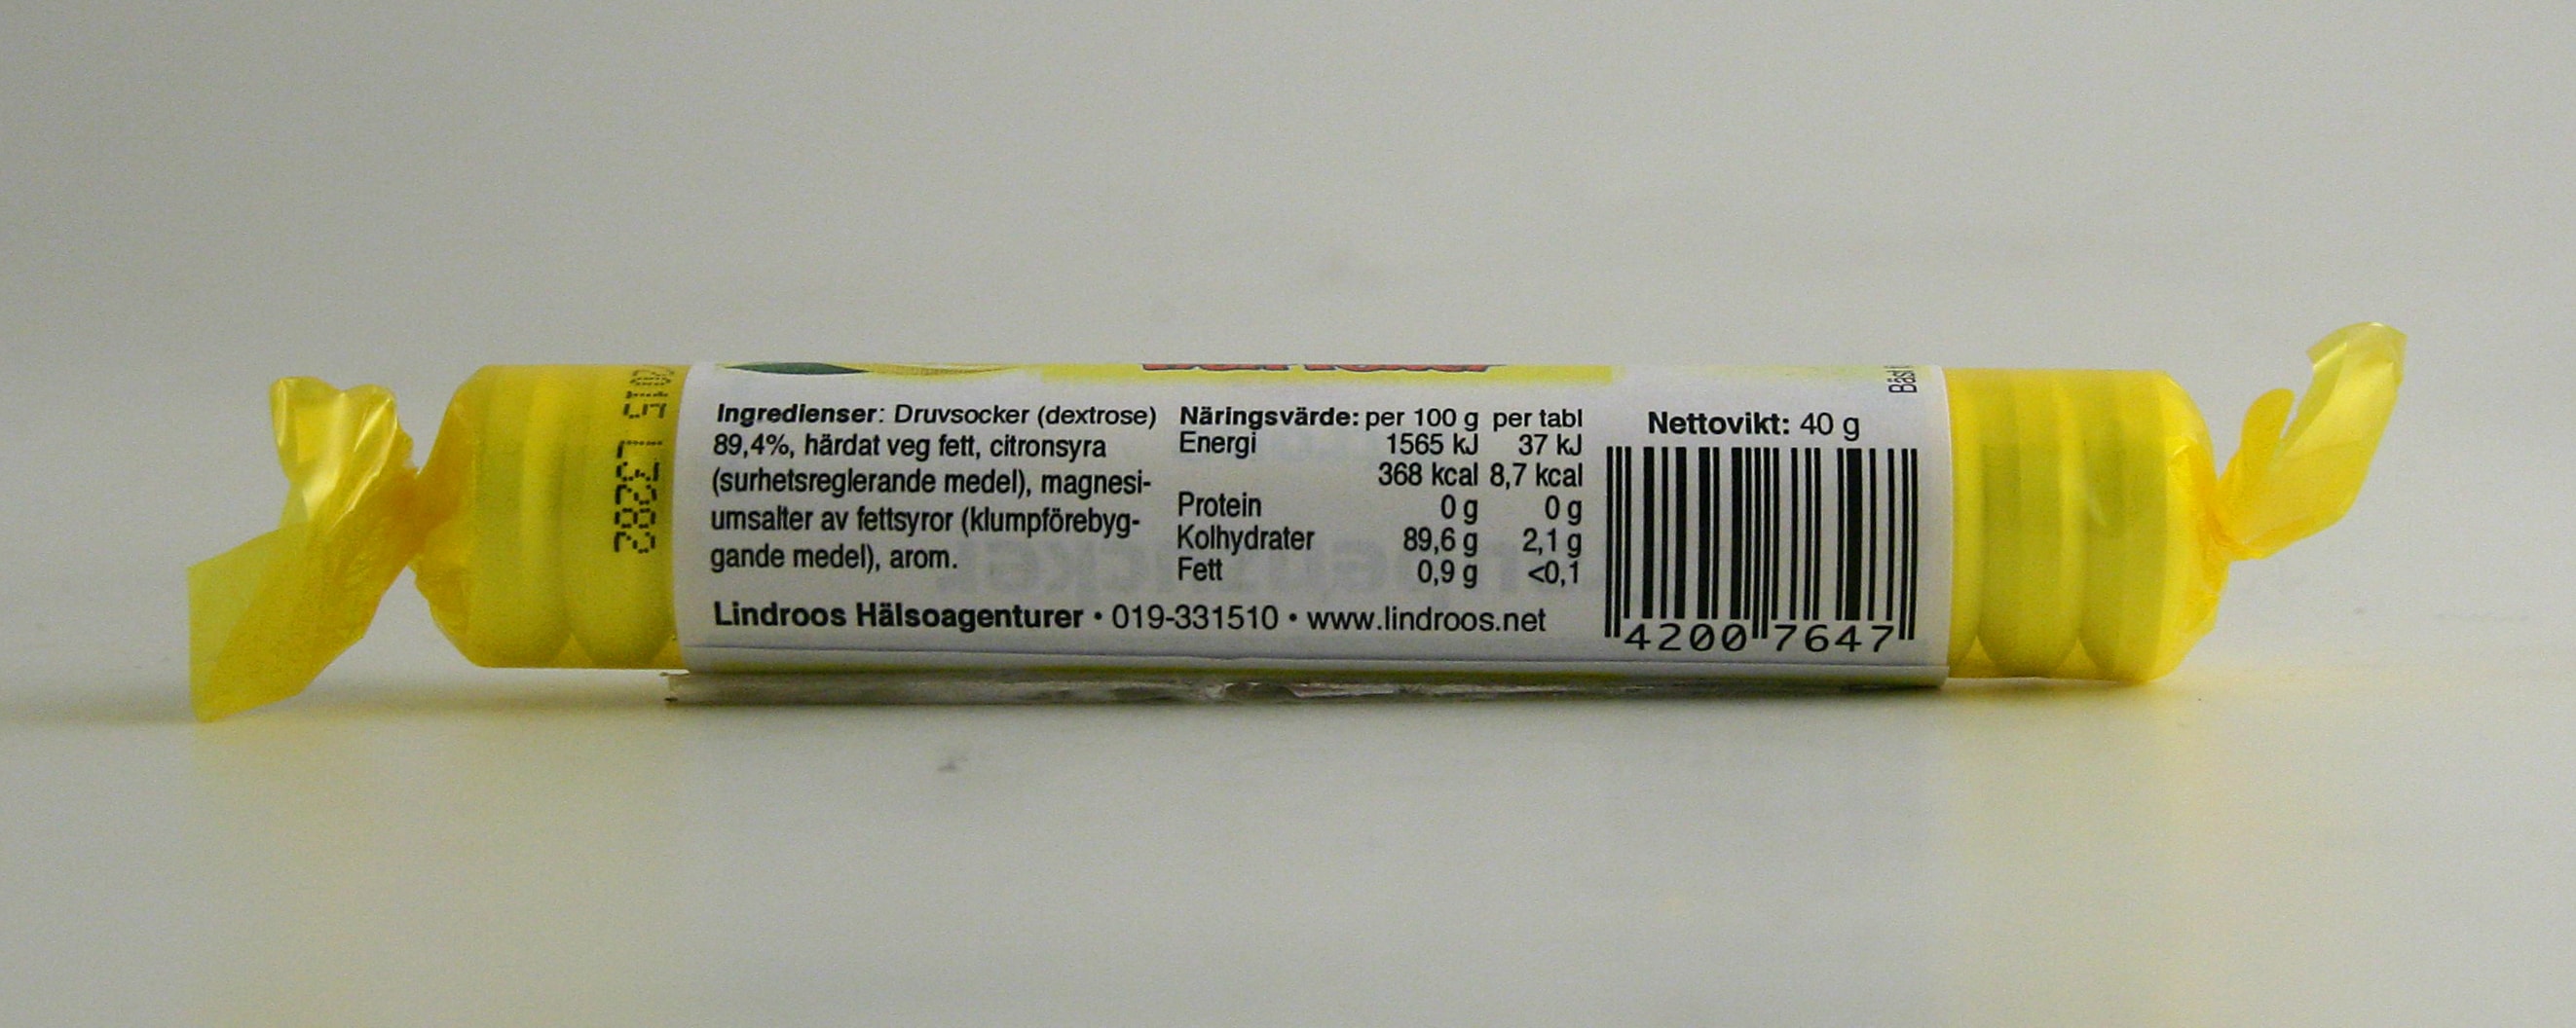 Ingredienser: Druvsocker (dextrose)
89,4%, härdat veg fett, citronsyra
(surhetsreglerande medel), magnesi-
umsalter av fettsyror (klumpförebyg-
gande medel), arom.
Näringsvärde: per 100 g per tabl
Energi 1565 kJ 37 kJ
368 kcal 8,7 kcal
Protein 0 g 0 g
Kolhydrater 89,6 g 2,1 g
Fett 0,9 g <0,1
Lindroos Hälsoagenturer • 019-331510 • www.lindroos.net
Nettovikt: 40 g
4200 7647
Bäst
L3282